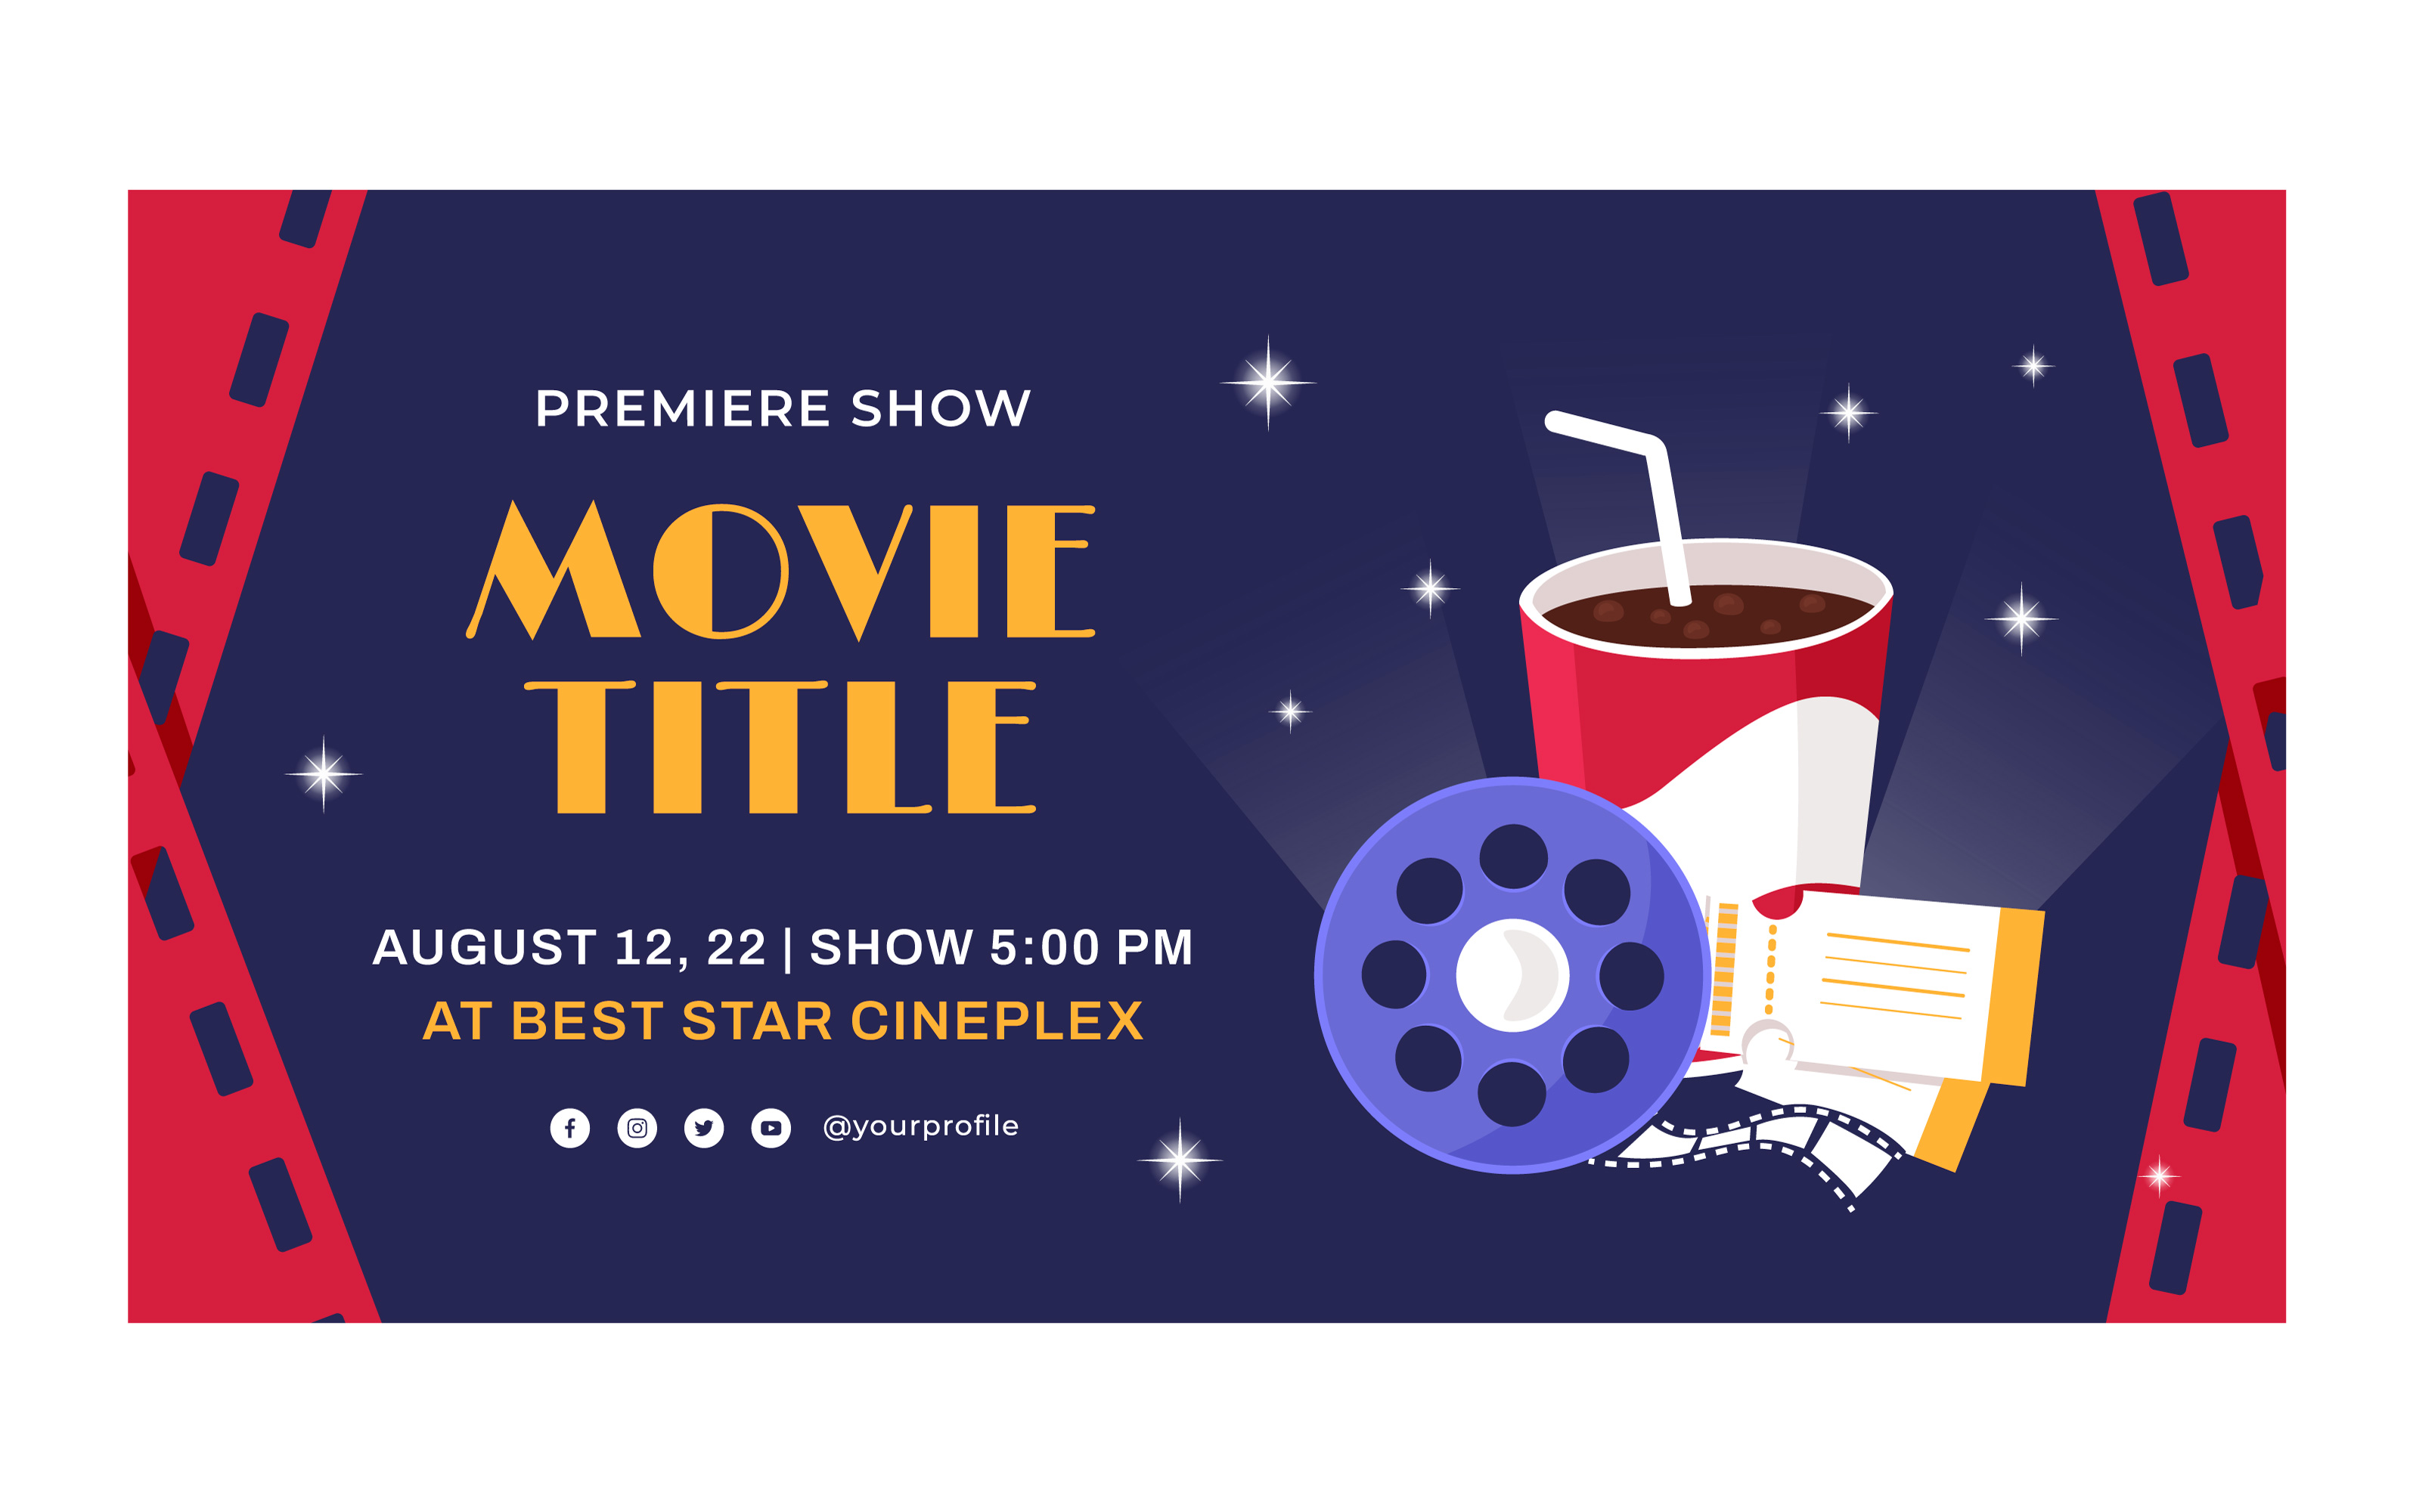 PREMIERE SHOW
MOVIE
TITLE
AUGUST 12, 22 | SHOW 5:00 PM
AT BEST STAR CINEPLEX
@yourprofile